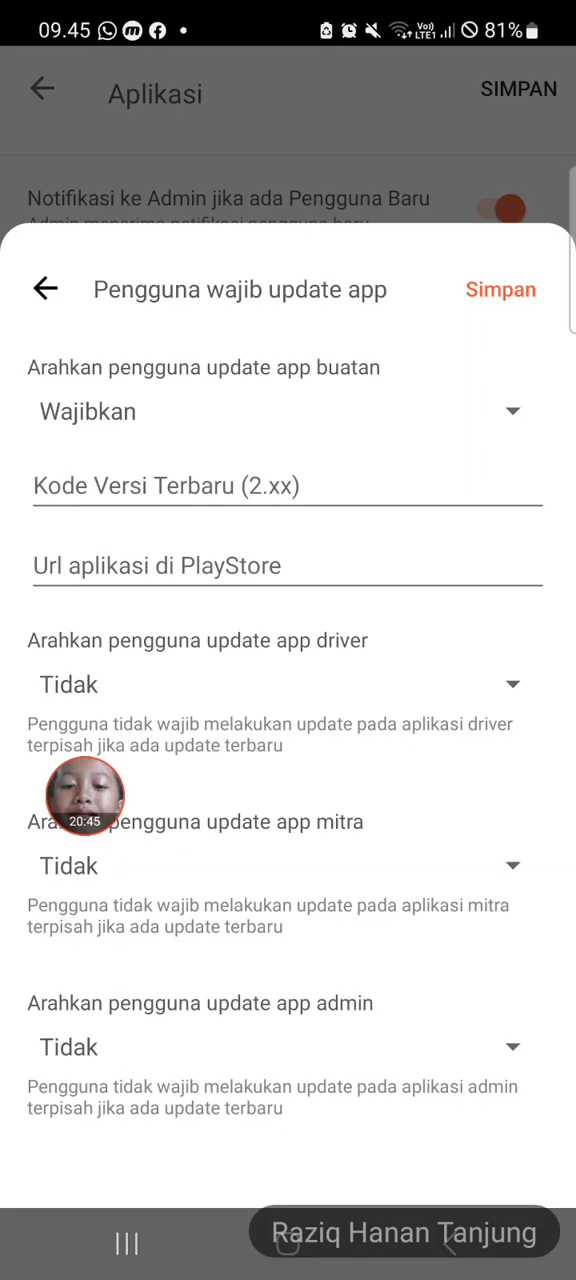 09.45
Vo))
LTE1
81%
Aplikasi
SIMPAN
Notifikasi ke Admin jika ada Pengguna Baru
Admin menerima notifikasi pengguna baru
Pengguna wajib update app
Simpan
Arahkan pengguna update app buatan
Wajibkan
Kode Versi Terbaru (2.xx)
Url aplikasi di PlayStore
Arahkan pengguna update app driver
Tidak
Pengguna tidak wajib melakukan update pada aplikasi driver
terpisah jika ada update terbaru
20:45
Ara pengguna update app mitra
Tidak
Pengguna tidak wajib melakukan update pada aplikasi mitra
terpisah jika ada update terbaru
Arahkan pengguna update app admin
Tidak
Pengguna tidak wajib melakukan update pada aplikasi admin
terpisah jika ada update terbaru
Raziq Hanan Tanjung